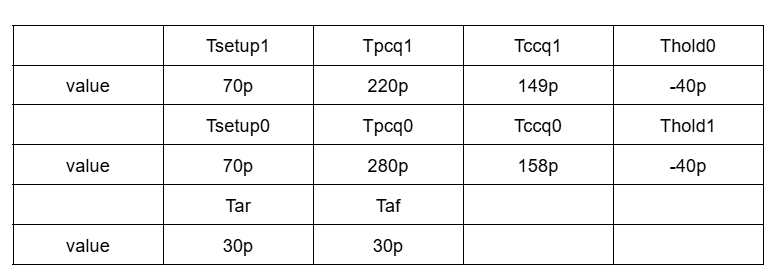 Tsetup1 Tpcq1 Tccq1 Thold0
value 70p 220p 149p -40p
Tsetup0 Tpcq0 Tccq0 Thold1
value 70p 280p 158p -40p
Tar Taf
value 30p 30p